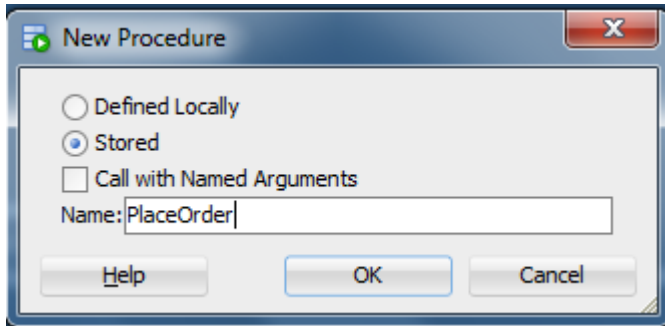 New Procedure
Defined Locally
Stored
Call with Named Arguments
Name: PlaceOrder
Help OK Cancel